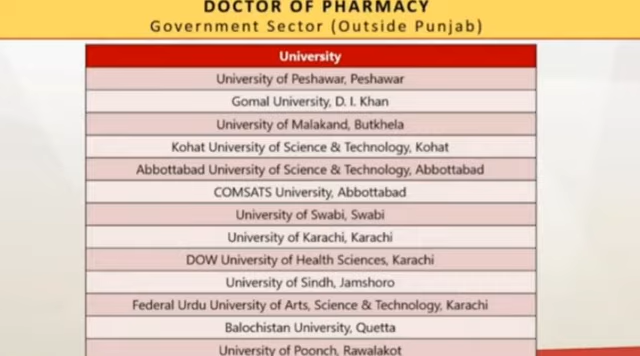 DOCTOR OF PHARMACY
Government Sector (Outside Punjab)
University
University of Peshawar, Peshawar
Gomal University, D. I. Khan
University of Malakand, Butkhela
Kohat University of Science & Technology, Kohat
Abbottabad University of Science & Technology, Abbottabad
COMSATS University, Abbottabad
University of Swabi, Swabi
University of Karachi, Karachi
DOW University of Health Sciences, Karachi
University of Sindh, Jamshoro
Federal Urdu University of Arts, Science & Technology, Karachi
Balochistan University, Quetta
University of Poonch, Rawalakot